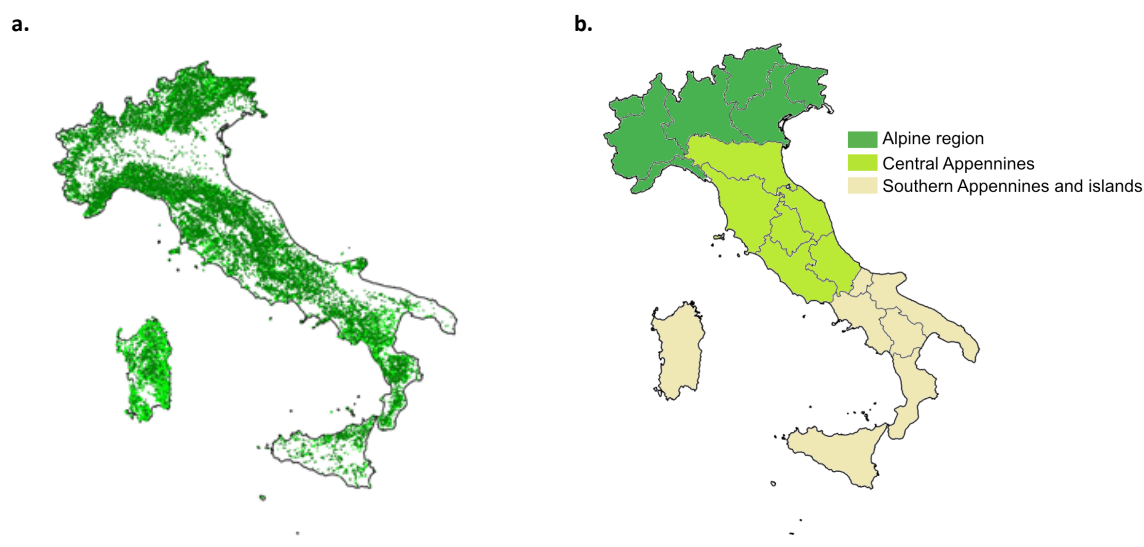 a.
b.
Alpine region
Central Appennines
Southern Appennines and islands